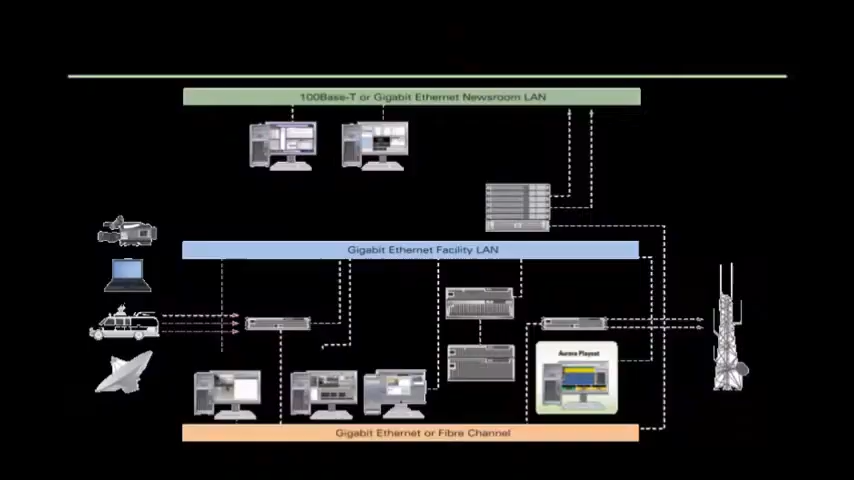 100Base-T or Gigabit Ethernet Newsroom LAN
Gigabit Ethernet Facility LAN
Aurora Playout
Gigabit Ethernet or Fibre Channel